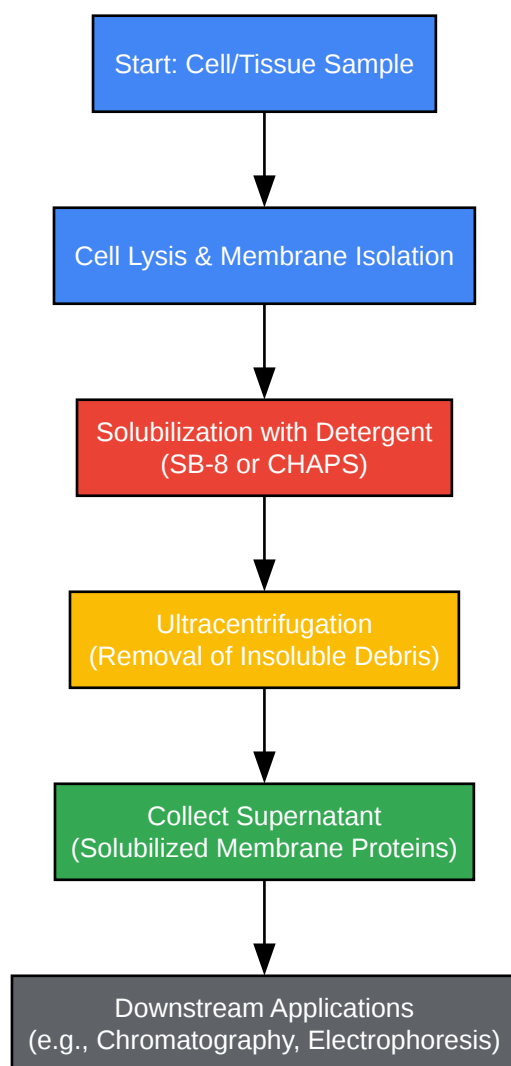 Start: Cell/Tissue Sample
Cell Lysis & Membrane Isolation
Solubilization with Detergent
(SB-8 or CHAPS)
Ultracentrifugation
(Removal of Insoluble Debris)
Collect Supernatant
(Solubilized Membrane Proteins)
Downstream Applications
(e.g., Chromatography, Electrophoresis)